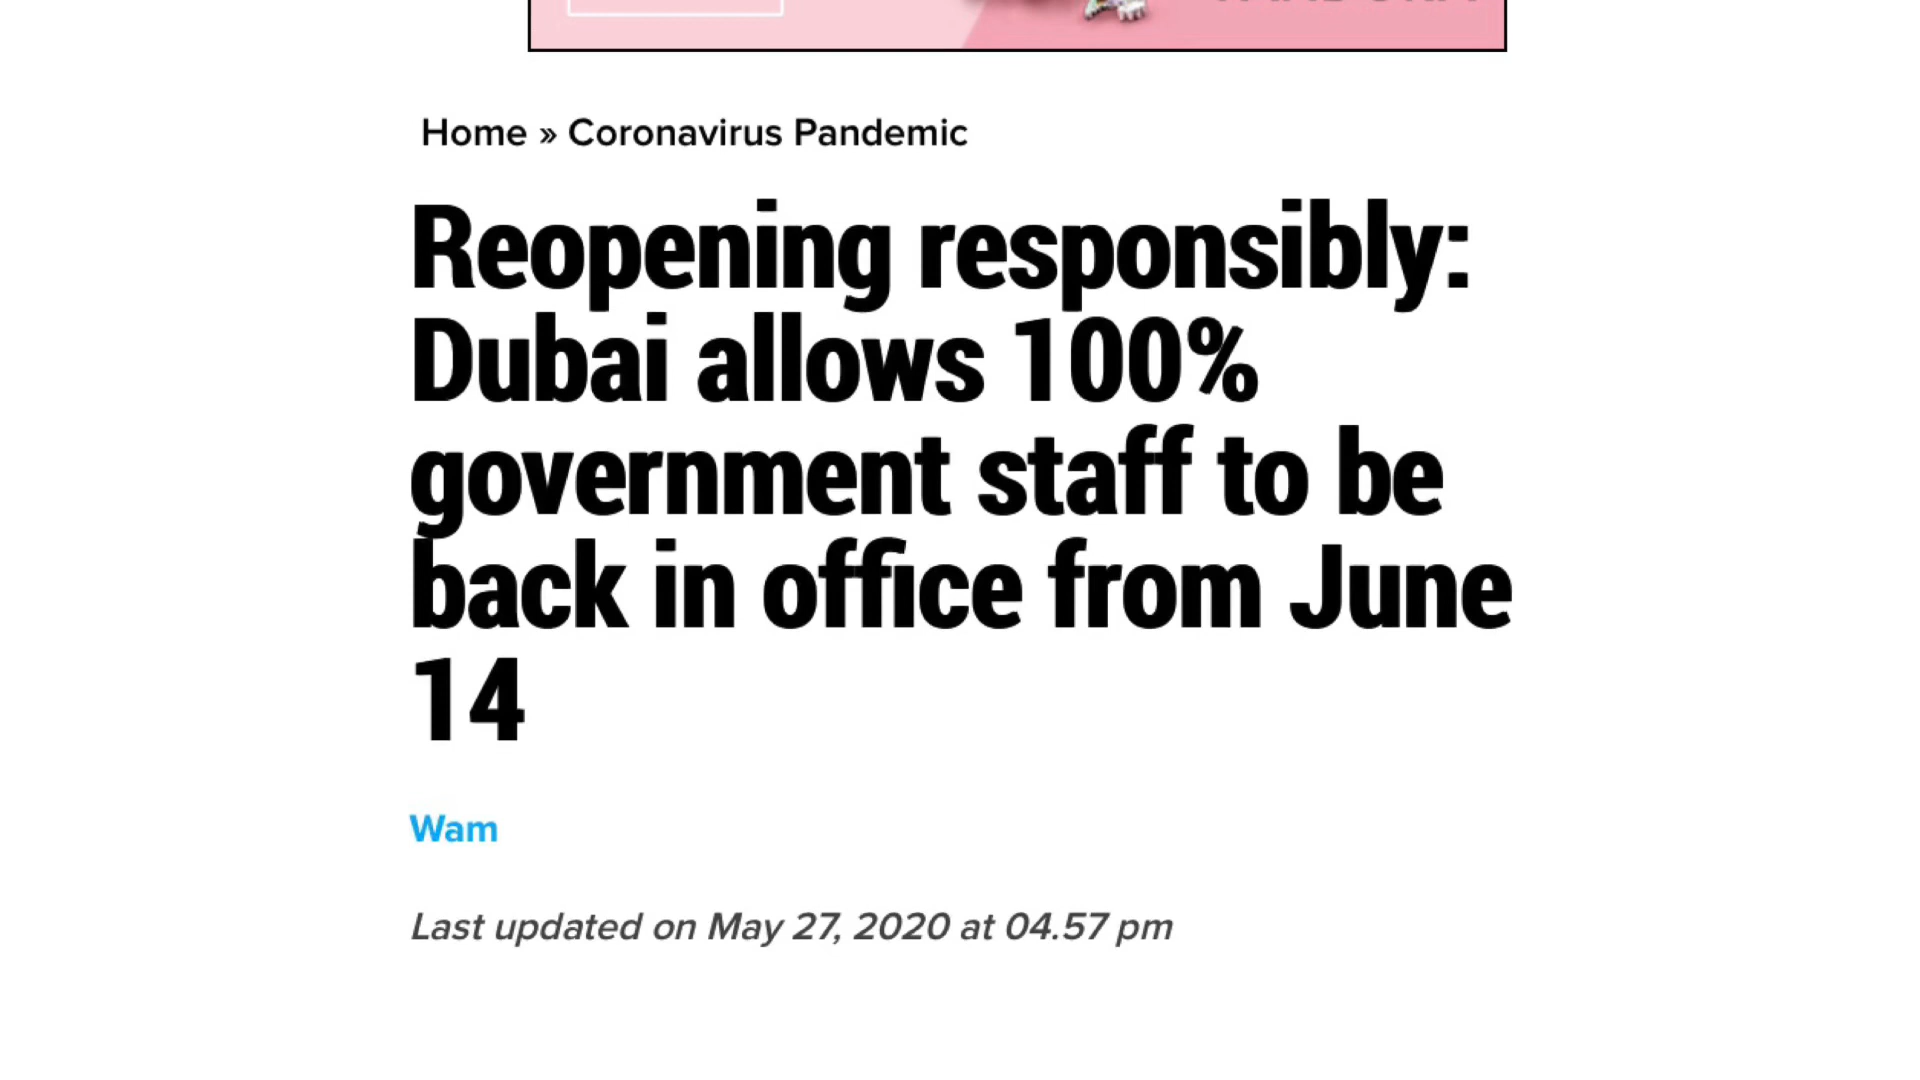 Home » Coronavirus Pandemic
Reopening responsibly:
Dubai allows 100%
government staff to be
back in office from June
14
Wam
Last updated on May 27, 2020 at 04.57 pm